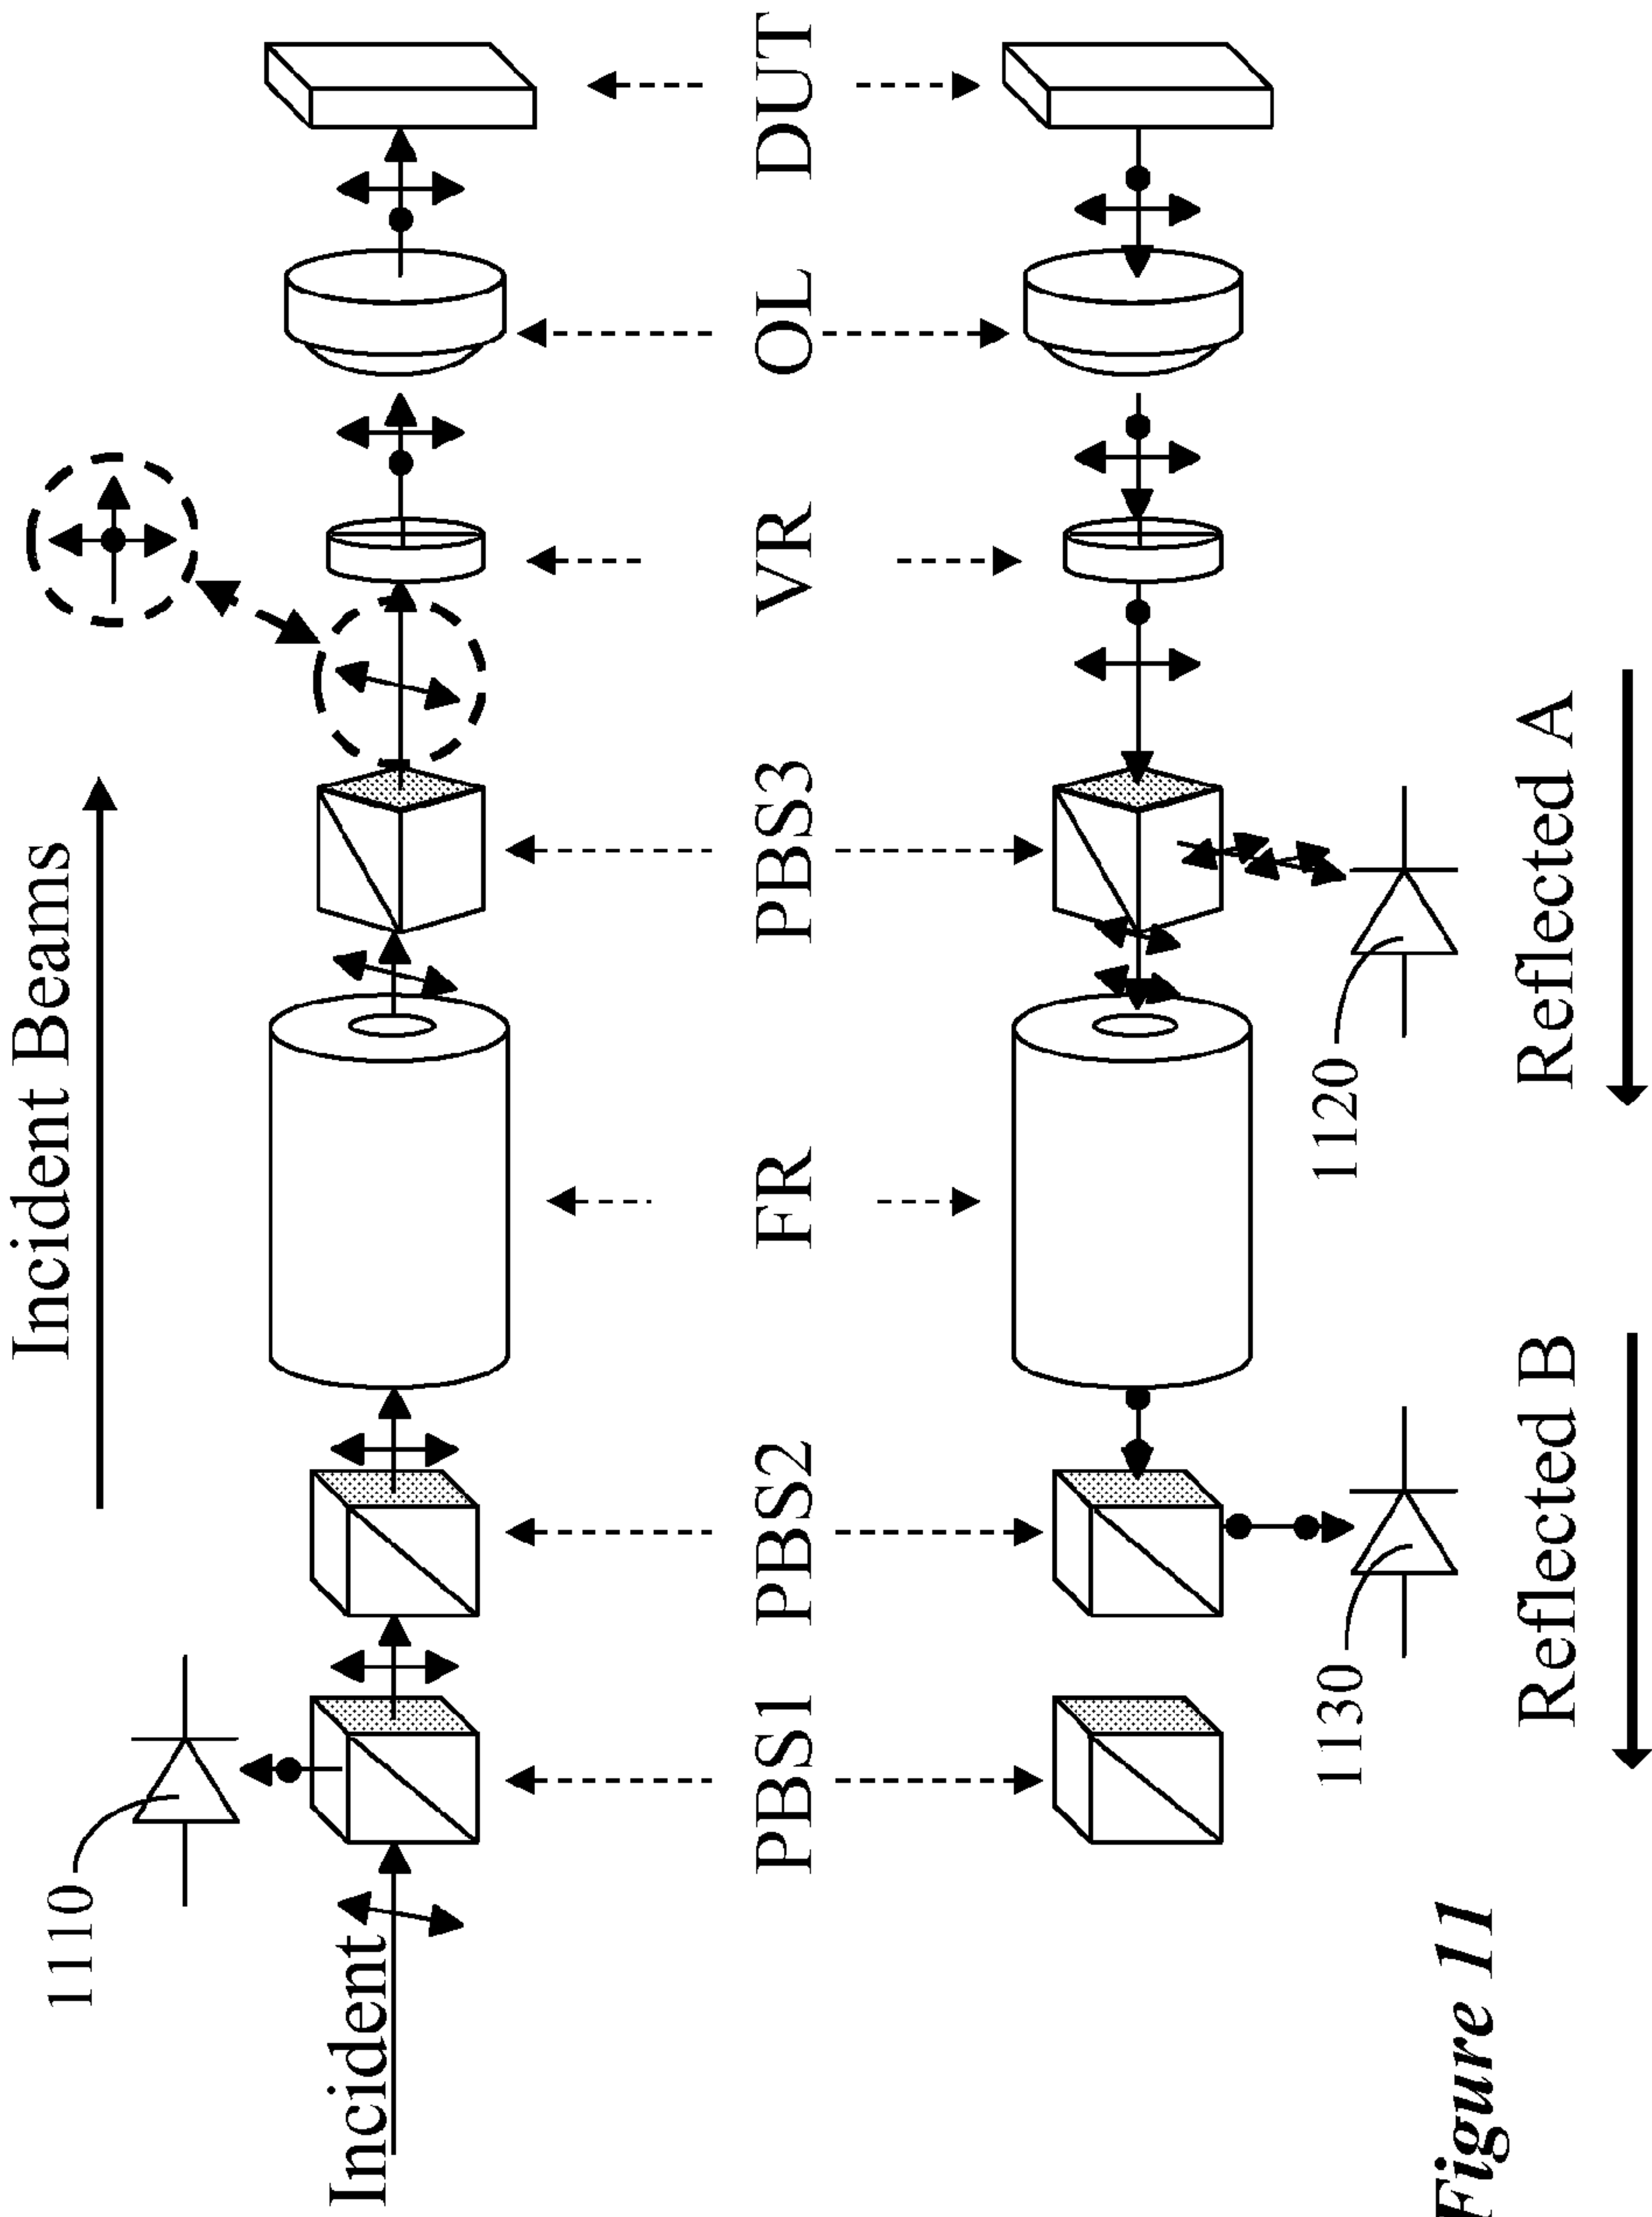 Incident Beams
1110
Incident
PBS1
PBS2
FR
PBS3
VR
OL
DUT
1130
1120
Reflected B
Reflected A
Figure 11